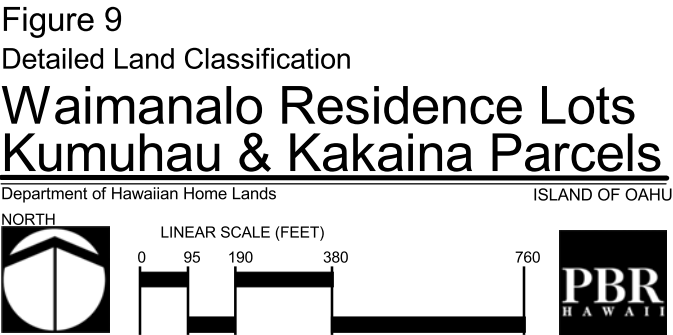 Figure 9
Detailed Land Classification
Waimanalo Residence Lots
Kumuhau & Kakaina Parcels
Department of Hawaiian Home Lands ISLAND OF OAHU
NORTH
LINEAR SCALE (FEET)
0 95 190 380 760
PBR
HAWAII